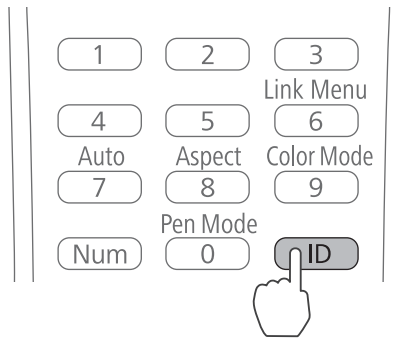 1 2 3
Link Menu
4 5 6
Auto Aspect Color Mode
7 8 9
Pen Mode
Num 0 ID